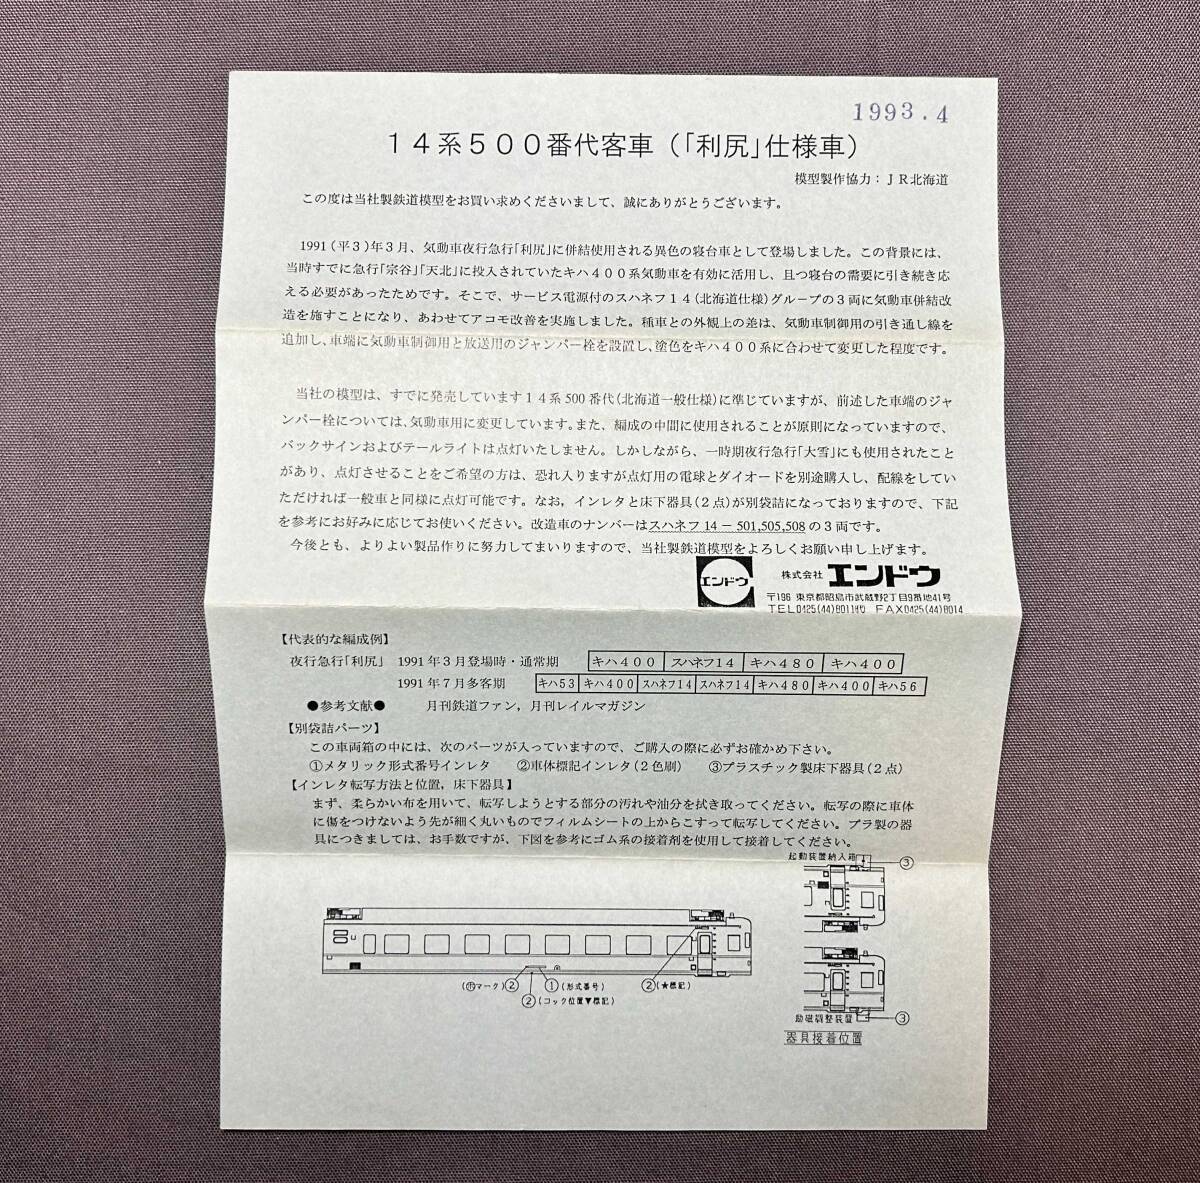 1993.4
14系500番代客車(「利尻」仕様車)
模型製作協力:JR北海道
この度は当社製鉄道模型をお買い求めくださいまして、誠にありがとうございます。
1991(平3)年3月、気動車夜行急行「利尻」に併結使用される異色の寝台車として登場しました。この背景には、
当時すでに急行「宗谷」「天北」に投入されていたキハ400系気動車を有効に活用し、且つ寝台の需要に引き続き応
える必要があったためです。そこで、サービス電源付のスハネフ14(北海道仕様)グループの3両に気動車併結改
造を施すことになり、あわせてアコモ改善を実施しました。種車との外観上の差は、気動車制御用の引き通し線を
追加し、車端に気動車制御用と放送用のジャンパー栓を設置し、塗色をキハ400系に合わせて変更した程度です。
当社の模型は、すでに発売しています14系500番代(北海道一般仕様)に準じていますが、前述した車端のジャ
ンパー栓については、気動車用に変更しています。また、編成の中間に使用されることが原則になっていますので、
バックサインおよびテールライトは点灯いたしません。しかしながら、一時期夜行急行「大雪」にも使用されたこと
があり、点灯させることをご希望の方は、恐れ入りますが点灯用の電球とダイオードを別途購入し、配線をしてい
ただければ一般車と同様に点灯可能です。なお,インレタと床下器具(2点)が別袋詰になっておりますので、下記
を参考にお好みに応じてお使いください。改造車のナンバーはスハネフ14-501,505,508の3両です。
今後とも、よりよい製品作りに努力してまいりますので、当社製鉄道模型をよろしくお願い申し上げます。
エンドウ 株式会社 エンドウ
〒196 東京都昭島市武蔵野2丁目9番地41号
TEL0425(44)8011㈹ FAX0425(44)8014
【代表的な編成例】
夜行急行「利尻」 1991年3月登場時・通常期 キハ400 スハネフ14 キハ480 キハ400
1991年7月多客期 キハ53 キハ400 スハネフ14 スハネフ14 キハ480 キハ400 キハ56
●参考文献● 月刊鉄道ファン,月刊レイルマガジン
【別袋詰パーツ】
この車両箱の中には、次のパーツが入っていますので、ご購入の際に必ずお確かめ下さい。
①メタリック形式番号インレタ ②車体標記インレタ(2色刷) ③プラスチック製床下器具(2点)
【インレタ転写方法と位置,床下器具】
まず、柔らかい布を用いて、転写しようとする部分の汚れや油分を拭き取ってください。転写の際に車体
に傷をつけないよう先が細く丸いものでフィルムシートの上からこすって転写してください。プラ製の器
具につきましては、お手数ですが、下図を参考にゴム系の接着剤を使用して接着してください。
起動装置納入箱 ③
(㋩マーク)② ①(形式番号) ②(★標記)
②(コック位置▼標記)
励磁調整装置 ③
器具接着位置